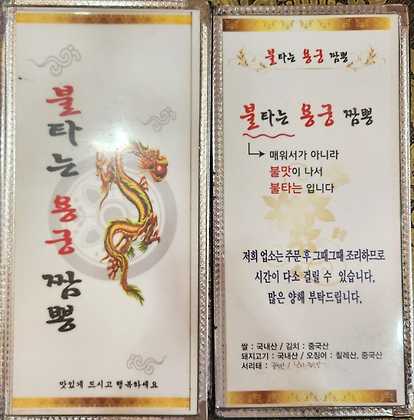 불타는 용궁 짬뽕
맛있게 드시고 행복하세요
불타는 용궁 짬뽕
불타는 용궁 짬뽕
매워서가 아니라
불맛이 나서
불타는 입니다
저희 업소는 주문 후 그때그때 조리하므로
시간이 다소 걸릴 수 있습니다.
많은 양해 부탁드립니다.
쌀 : 국내산 / 김치 : 중국산
돼지고기 : 국내산 / 오징어 : 칠레산, 중국산
서리태 :